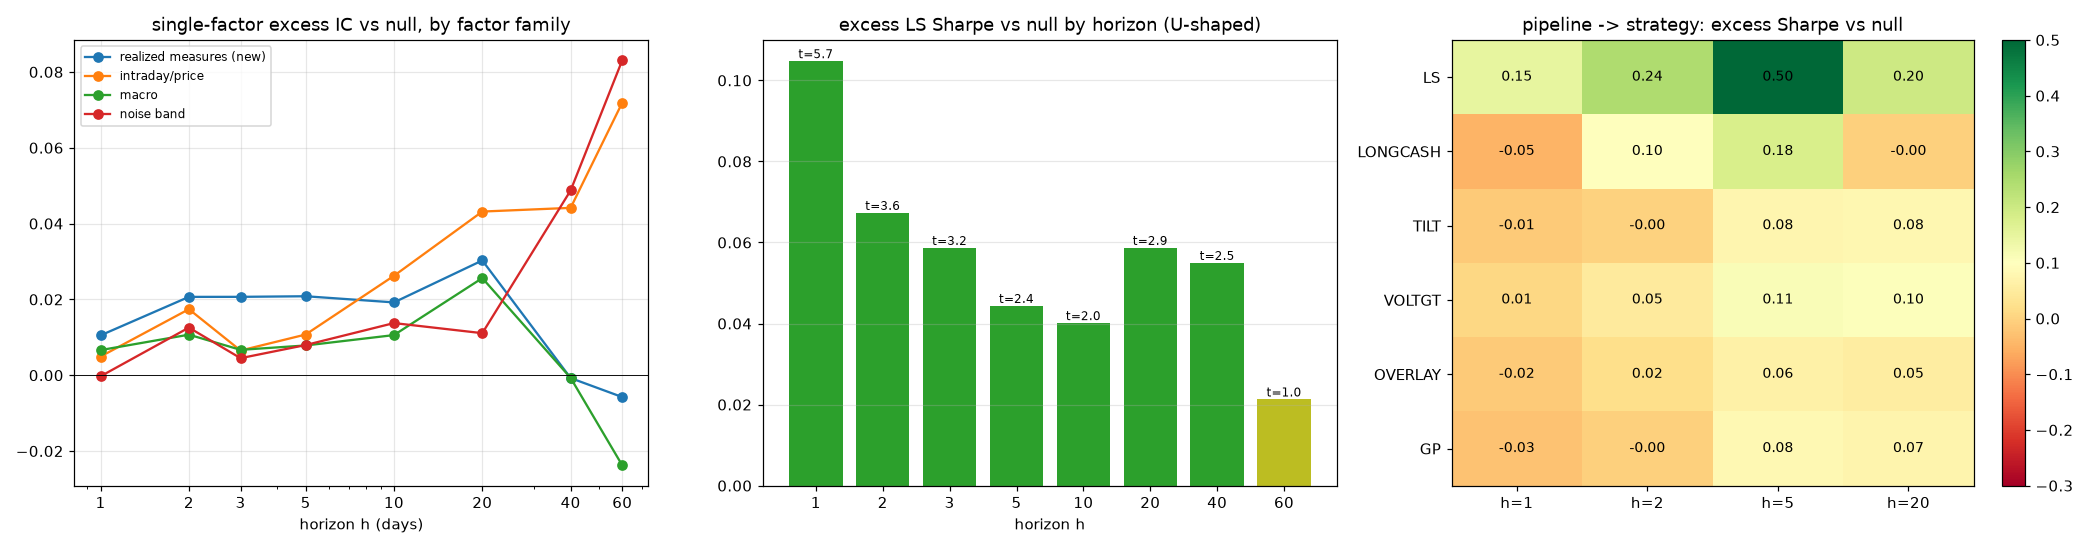 single-factor excess IC vs null, by factor family
realized measures (new)
intraday/price
macro
noise band
0.08
0.06
0.04
0.02
0.00
−0.02
1 2 3 5 10 20 40 60
horizon h (days)
excess LS Sharpe vs null by horizon (U-shaped)
t=5.7
t=3.6
t=3.2
t=2.4
t=2.0
t=2.9
t=2.5
t=1.0
0.10
0.08
0.06
0.04
0.02
0.00
1 2 3 5 10 20 40 60
horizon h
pipeline -> strategy: excess Sharpe vs null
LS 0.15 0.24 0.50 0.20
LONGCASH -0.05 0.10 0.18 -0.00
TILT -0.01 -0.00 0.08 0.08
VOLTGT 0.01 0.05 0.11 0.10
OVERLAY -0.02 0.02 0.06 0.05
GP -0.03 -0.00 0.08 0.07
h=1 h=2 h=5 h=20
0.5
0.4
0.3
0.2
0.1
0.0
−0.1
−0.2
−0.3